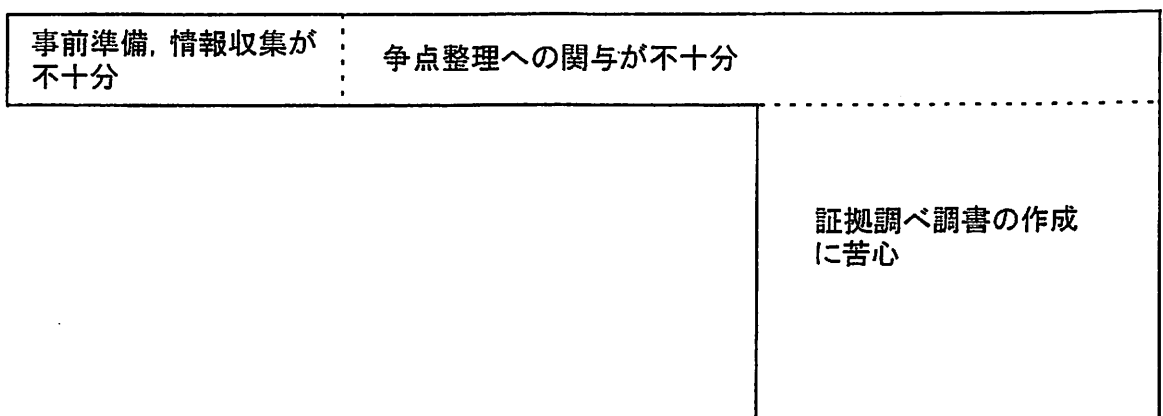 事前準備，情報収集が
不十分
争点整理への関与が不十分
証拠調べ調書の作成
に苦心